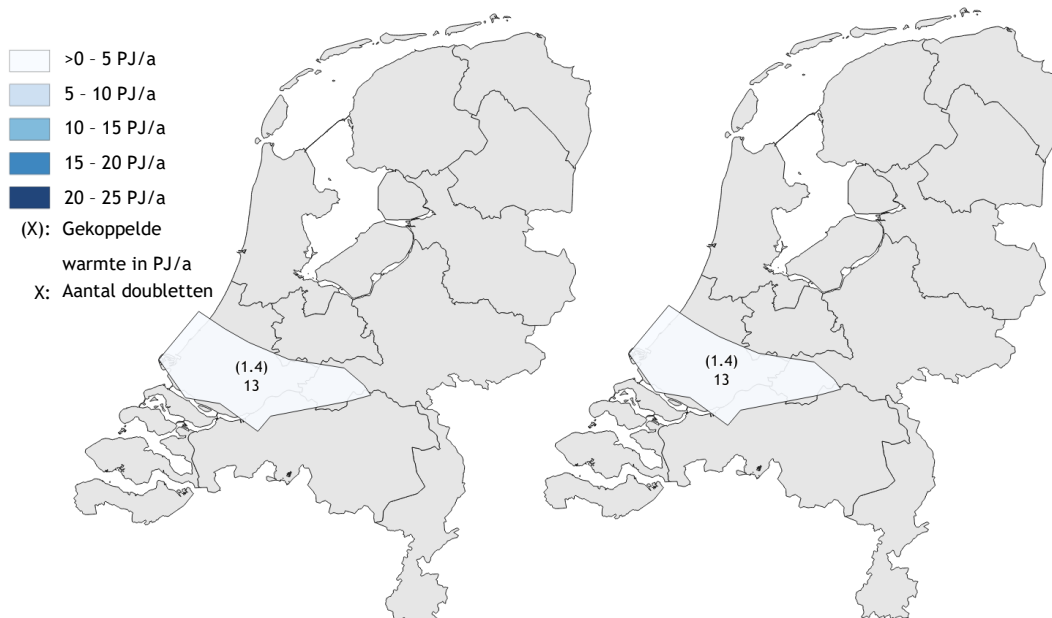 >0 - 5 PJ/a
5 - 10 PJ/a
10 - 15 PJ/a
15 - 20 PJ/a
20 - 25 PJ/a
(X): Gekoppelde
warmte in PJ/a
X: Aantal doubletten
(1.4)
13
(1.4)
13